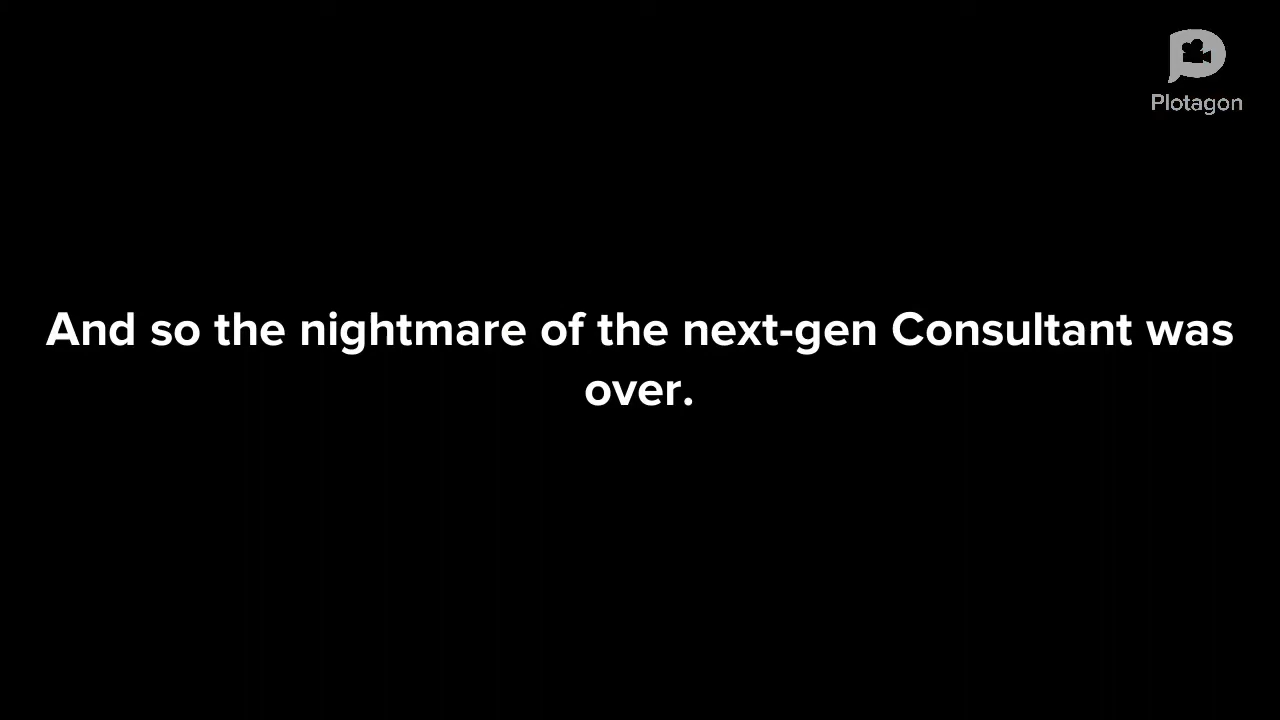 Plotagon
And so the nightmare of the next-gen Consultant was
over.